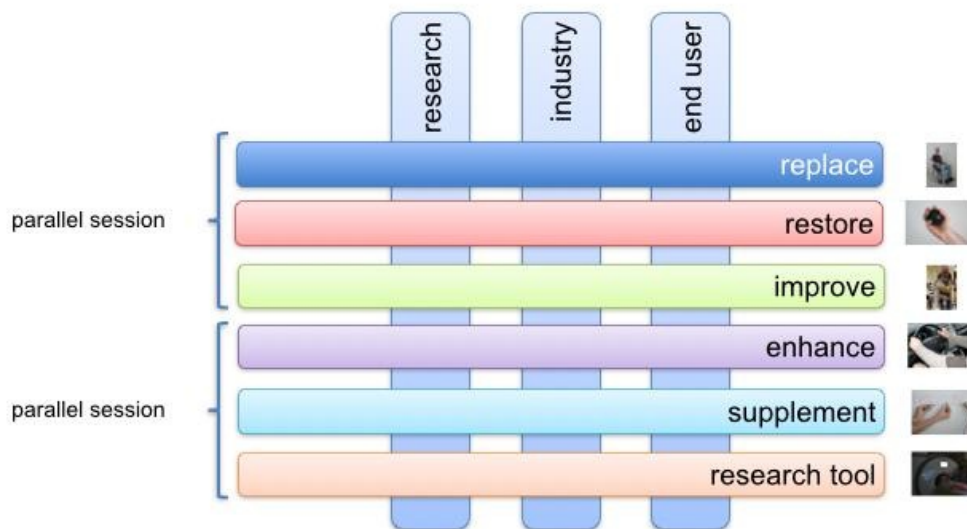 research
industry
end user
replace
parallel session
restore
improve
enhance
parallel session
supplement
research tool